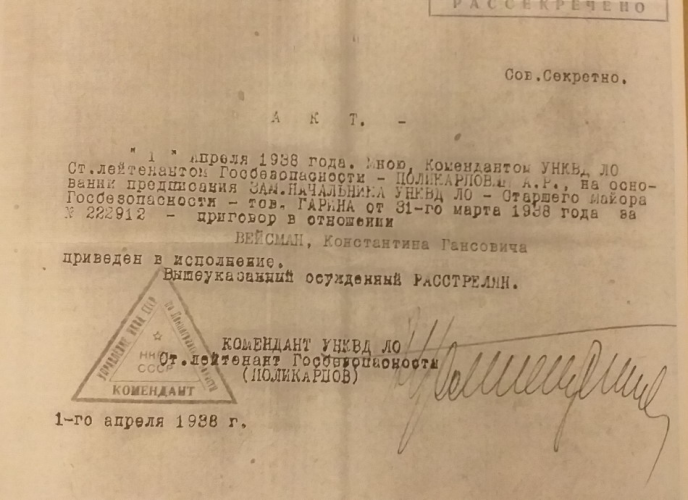 РАССЕКРЕЧЕНО
Сов.Секретно.
А К Т. -
"1" апреля 1938 года. Мною, Комендантом УНКВД ЛО
Ст.лейтенантом Госбезопасности - ПОЛИКАРПОВЫМ А.Р., на осно-
вании предписания ЗАМ.НАЧАЛЬНИКА УНКВД ЛО - Старшего майора
Госбезопасности - тов. ГАРИНА от 31-го марта 1938 года за
№ 222912 - приговор в отношении
ВЕЙСМАН, Константина Гансовича
приведен в исполнение.
Вышеуказанный осужденный РАССТРЕЛЯН.
КОМЕНДАНТ УНКВД ЛО
Ст.лейтенант Госбезопасности
(ПОЛИКАРПОВ)
НКВД
СССР
КОМЕНДАНТ
1-го апреля 1938 г.